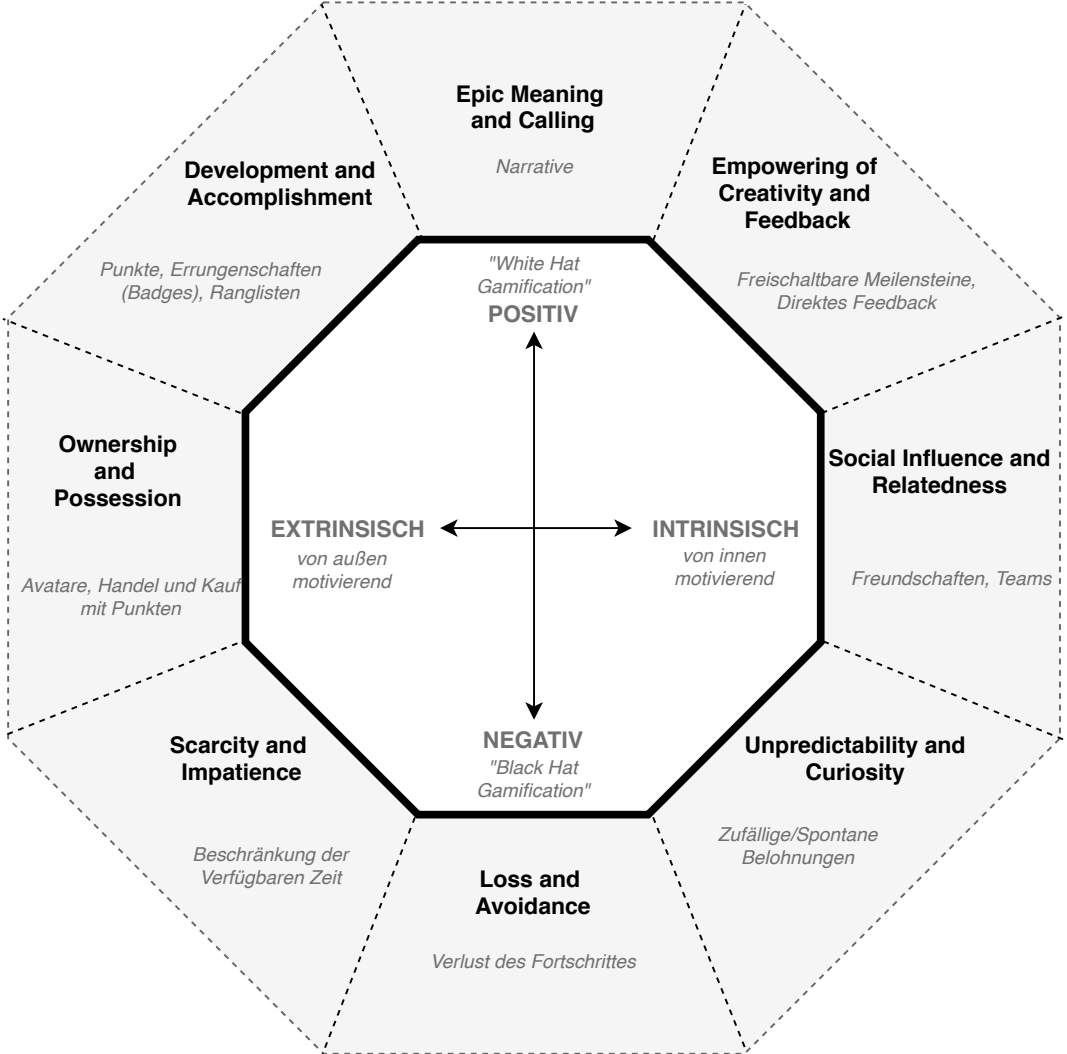 Epic Meaning
and Calling
Narrative
Development and
Accomplishment
Punkte, Errungenschaften
(Badges), Ranglisten
Empowering of
Creativity and
Feedback
Freischaltbare Meilensteine,
Direktes Feedback
"White Hat
Gamification"
POSITIV
Ownership
and
Possession
Avatare, Handel und Kauf
mit Punkten
EXTRINSISCH
von außen
motivierend
INTRINSISCH
von innen
motivierend
Social Influence and
Relatedness
Freundschaften, Teams
NEGATIV
"Black Hat
Gamification"
Scarcity and
Impatience
Beschränkung der
Verfügbaren Zeit
Unpredictability and
Curiosity
Zufällige/Spontane
Belohnungen
Loss and
Avoidance
Verlust des Fortschrittes